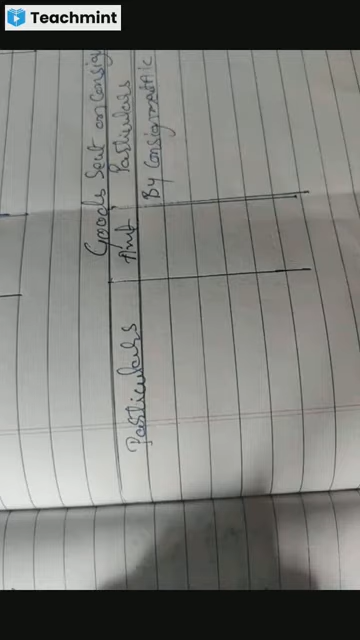 Teachmint
Goods Sent on Consig
Particulars Amt Particulars
By Consignment A/c